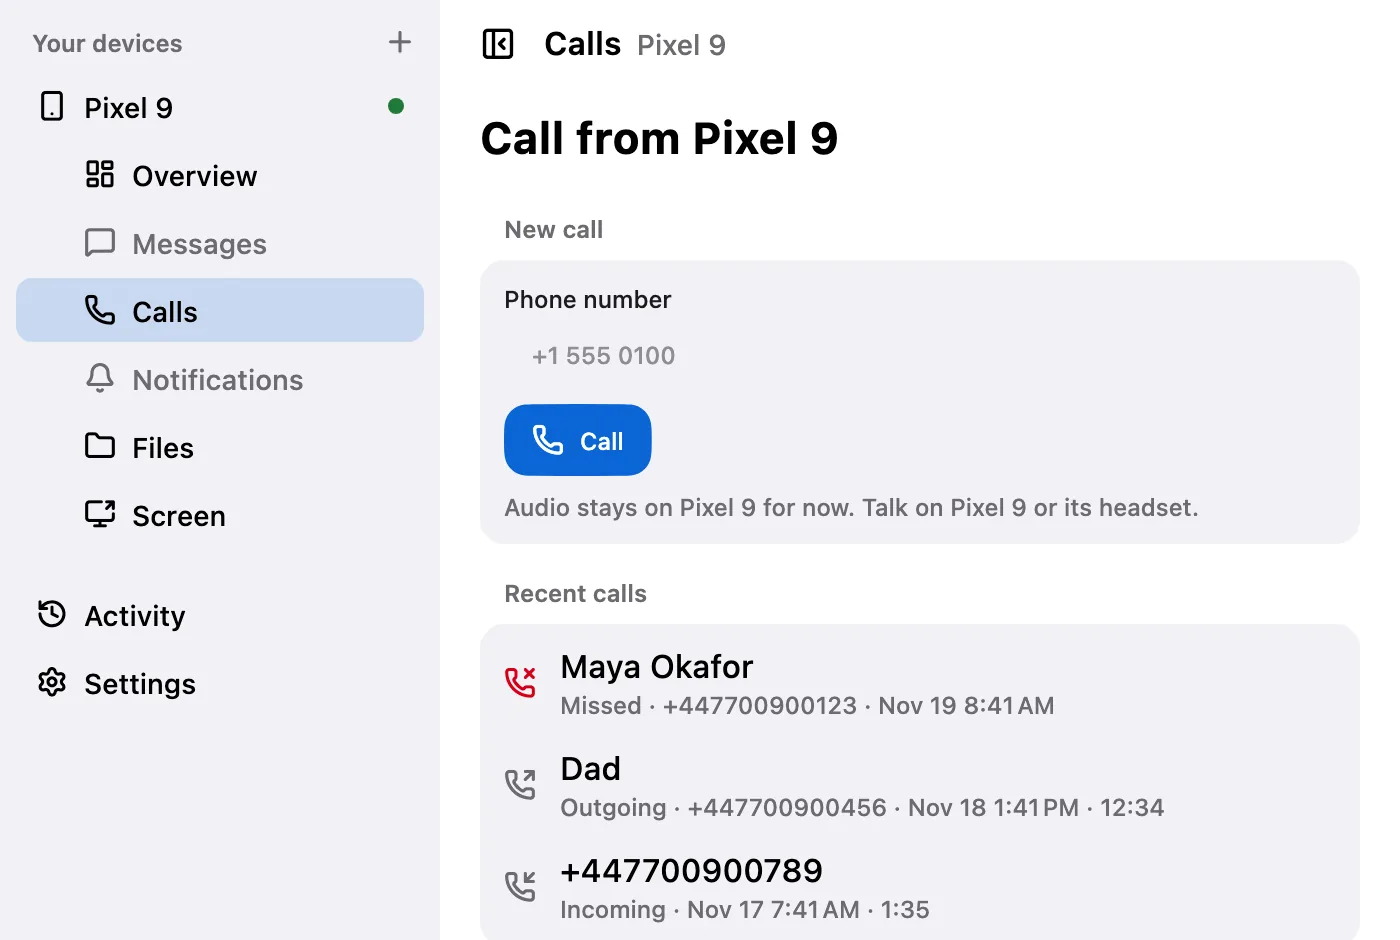 Your devices
Pixel 9
Overview
Messages
Calls
Notifications
Files
Screen
Activity
Settings
Calls Pixel 9
Call from Pixel 9
New call
Phone number
+1 555 0100
Call
Audio stays on Pixel 9 for now. Talk on Pixel 9 or its headset.
Recent calls
Maya Okafor
Missed · +447700900123 · Nov 19 8:41 AM
Dad
Outgoing · +447700900456 · Nov 18 1:41 PM · 12:34
+447700900789
Incoming · Nov 17 7:41 AM · 1:35